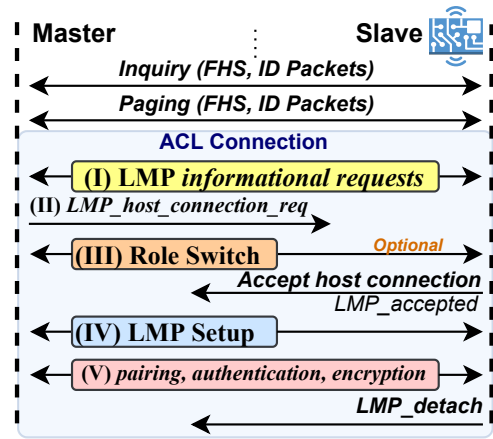 Master
Slave
Inquiry (FHS, ID Packets)
Paging (FHS, ID Packets)
ACL Connection
(I) LMP informational requests
(II) LMP_host_connection_req
(III) Role Switch
Optional
Accept host connection
LMP_accepted
(IV) LMP Setup
(V) pairing, authentication, encryption
LMP_detach